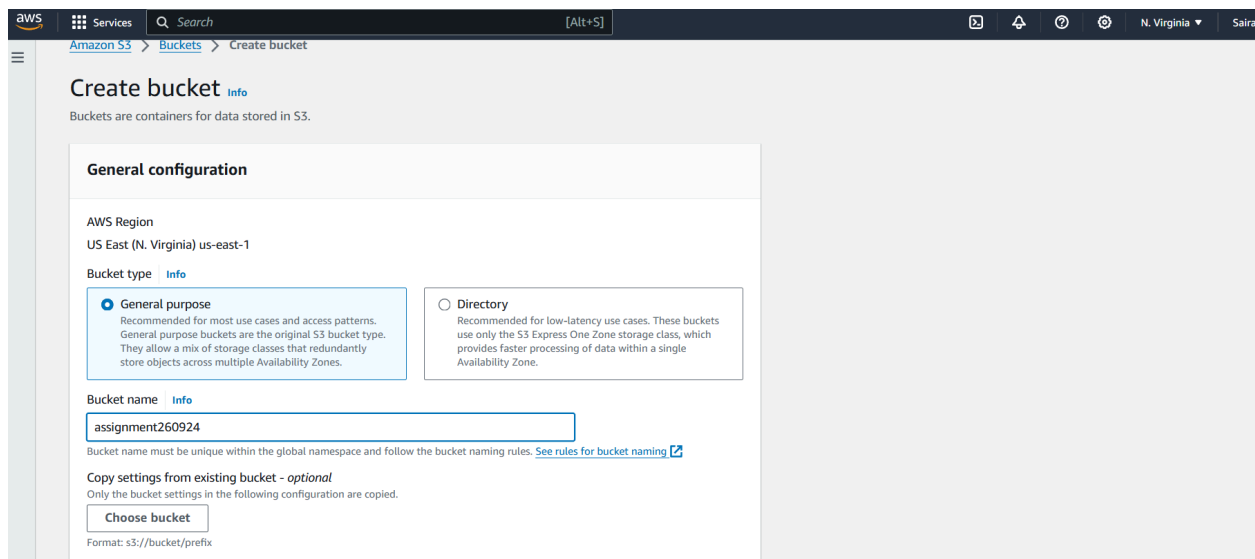 aws Services Search [Alt+S] N. Virginia ▼ Saira
Amazon S3 > Buckets > Create bucket
Create bucket Info
Buckets are containers for data stored in S3.
General configuration
AWS Region
US East (N. Virginia) us-east-1
Bucket type Info
General purpose
Recommended for most use cases and access patterns.
General purpose buckets are the original S3 bucket type.
They allow a mix of storage classes that redundantly
store objects across multiple Availability Zones.
Directory
Recommended for low-latency use cases. These buckets
use only the S3 Express One Zone storage class, which
provides faster processing of data within a single
Availability Zone.
Bucket name Info
assignment260924
Bucket name must be unique within the global namespace and follow the bucket naming rules. See rules for bucket naming
Copy settings from existing bucket - optional
Only the bucket settings in the following configuration are copied.
Choose bucket
Format: s3://bucket/prefix